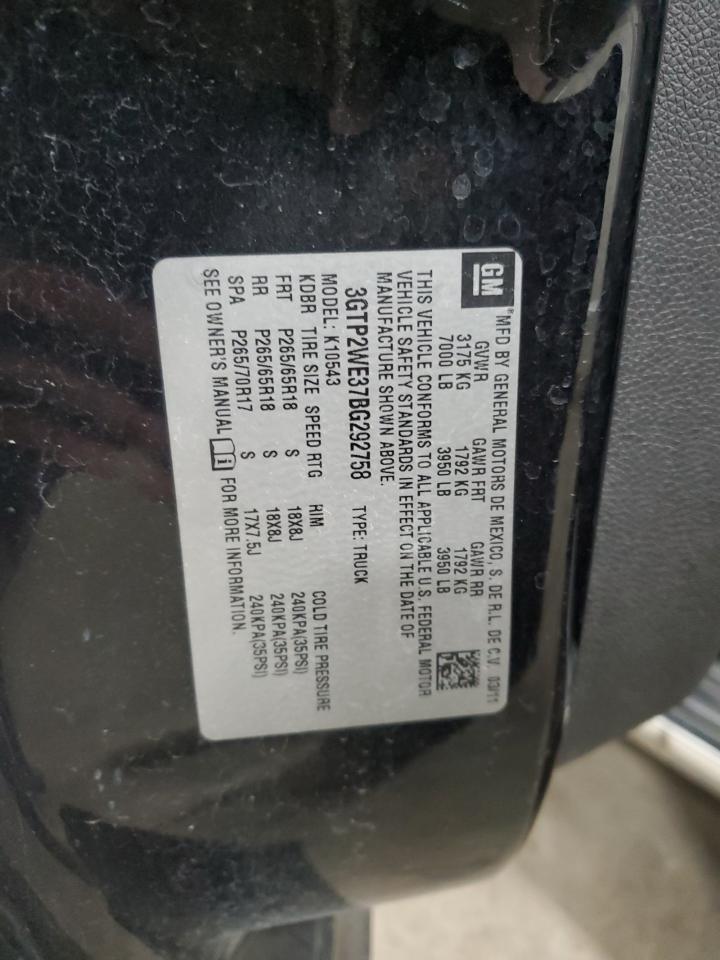 GM
®MFD BY GENERAL MOTORS DE MEXICO, S. DE R.L. DE C.V. 03/11
GVWR GAWR FRT GAWR RR
3175 KG 1792 KG 1792 KG
7000 LB 3950 LB 3950 LB
THIS VEHICLE CONFORMS TO ALL APPLICABLE U.S. FEDERAL MOTOR
VEHICLE SAFETY STANDARDS IN EFFECT ON THE DATE OF
MANUFACTURE SHOWN ABOVE.
3GTP2WE37BG292758 TYPE: TRUCK
MODEL: K10543
KDBR TIRE SIZE SPEED RTG RIM COLD TIRE PRESSURE
FRT P265/65R18 S 18X8J 240KPA(35PSI)
RR P265/65R18 S 18X8J 240KPA(35PSI)
SPA P265/70R17 S 17X7.5J 240KPA(35PSI)
SEE OWNER'S MANUAL FOR MORE INFORMATION.